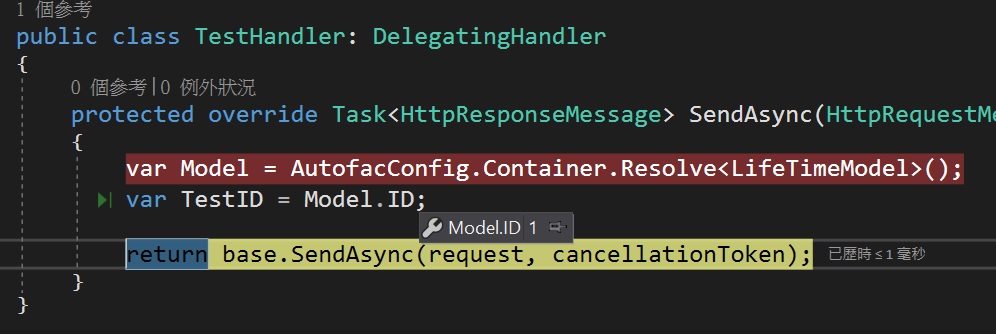 1 個參考
public class TestHandler: DelegatingHandler
{
0 個參考|0 例外狀況
protected override Task<HttpResponseMessage> SendAsync(HttpRequestMe
{
var Model = AutofacConfig.Container.Resolve<LifeTimeModel>();
var TestID = Model.ID;
Model.ID 1
return base.SendAsync(request, cancellationToken); 已歷時 ≤ 1 毫秒
}
}